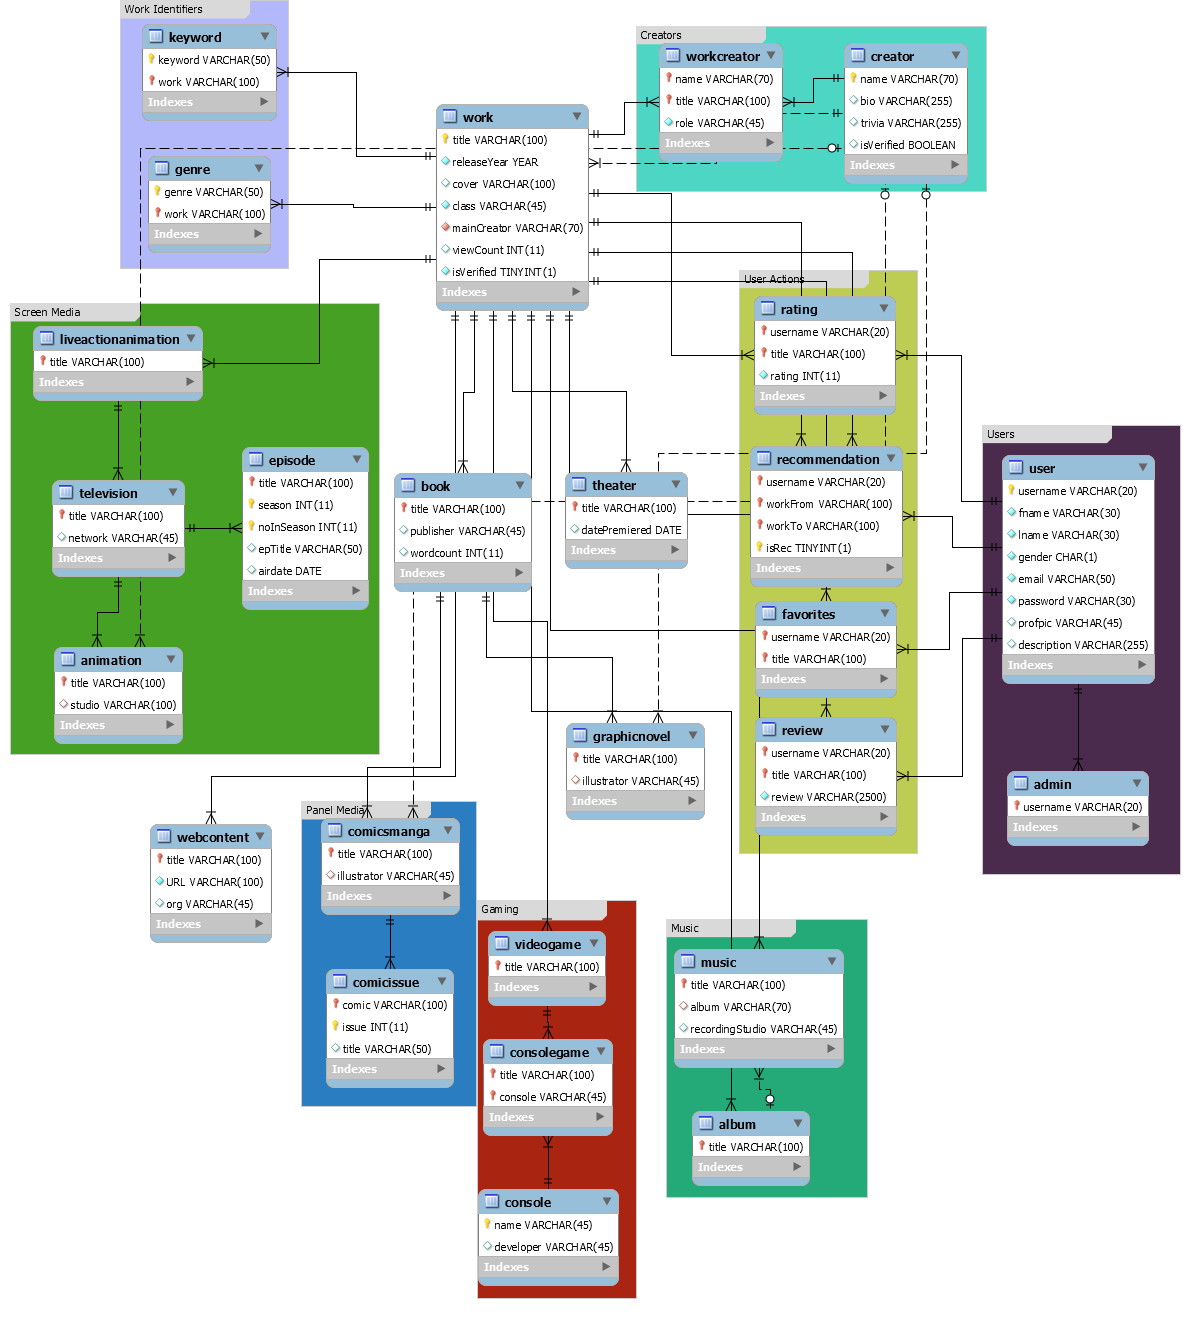 Work Identifiers
keyword
keyword VARCHAR(50)
work VARCHAR(100)
Indexes
genre
genre VARCHAR(50)
work VARCHAR(100)
Indexes
Creators
workcreator
name VARCHAR(70)
title VARCHAR(100)
role VARCHAR(45)
Indexes
creator
name VARCHAR(70)
bio VARCHAR(255)
trivia VARCHAR(255)
isVerified BOOLEAN
Indexes
work
title VARCHAR(100)
releaseYear YEAR
cover VARCHAR(100)
class VARCHAR(45)
mainCreator VARCHAR(70)
viewCount INT(11)
isVerified TINYINT(1)
Indexes
Screen Media
liveactionanimation
title VARCHAR(100)
Indexes
television
title VARCHAR(100)
network VARCHAR(45)
Indexes
episode
title VARCHAR(100)
season INT(11)
noInSeason INT(11)
epTitle VARCHAR(50)
airdate DATE
Indexes
animation
title VARCHAR(100)
studio VARCHAR(100)
Indexes
book
title VARCHAR(100)
publisher VARCHAR(45)
wordcount INT(11)
Indexes
theater
title VARCHAR(100)
datePremiered DATE
Indexes
User Actions
rating
username VARCHAR(20)
title VARCHAR(100)
rating INT(11)
Indexes
recommendation
username VARCHAR(20)
workFrom VARCHAR(100)
workTo VARCHAR(100)
isRec TINYINT(1)
Indexes
favorites
username VARCHAR(20)
title VARCHAR(100)
Indexes
review
username VARCHAR(20)
title VARCHAR(100)
review VARCHAR(2500)
Indexes
Users
user
username VARCHAR(20)
fname VARCHAR(30)
lname VARCHAR(30)
gender CHAR(1)
email VARCHAR(50)
password VARCHAR(30)
profpic VARCHAR(45)
description VARCHAR(255)
Indexes
admin
username VARCHAR(20)
Indexes
graphicnovel
title VARCHAR(100)
illustrator VARCHAR(45)
Indexes
webcontent
title VARCHAR(100)
URL VARCHAR(100)
org VARCHAR(45)
Indexes
Panel Media
comicsmanga
title VARCHAR(100)
illustrator VARCHAR(45)
Indexes
comicissue
comic VARCHAR(100)
issue INT(11)
title VARCHAR(50)
Indexes
Gaming
videogame
title VARCHAR(100)
Indexes
consolegame
title VARCHAR(100)
console VARCHAR(45)
Indexes
console
name VARCHAR(45)
developer VARCHAR(45)
Indexes
Music
music
title VARCHAR(100)
album VARCHAR(70)
recordingStudio VARCHAR(45)
Indexes
album
title VARCHAR(100)
Indexes